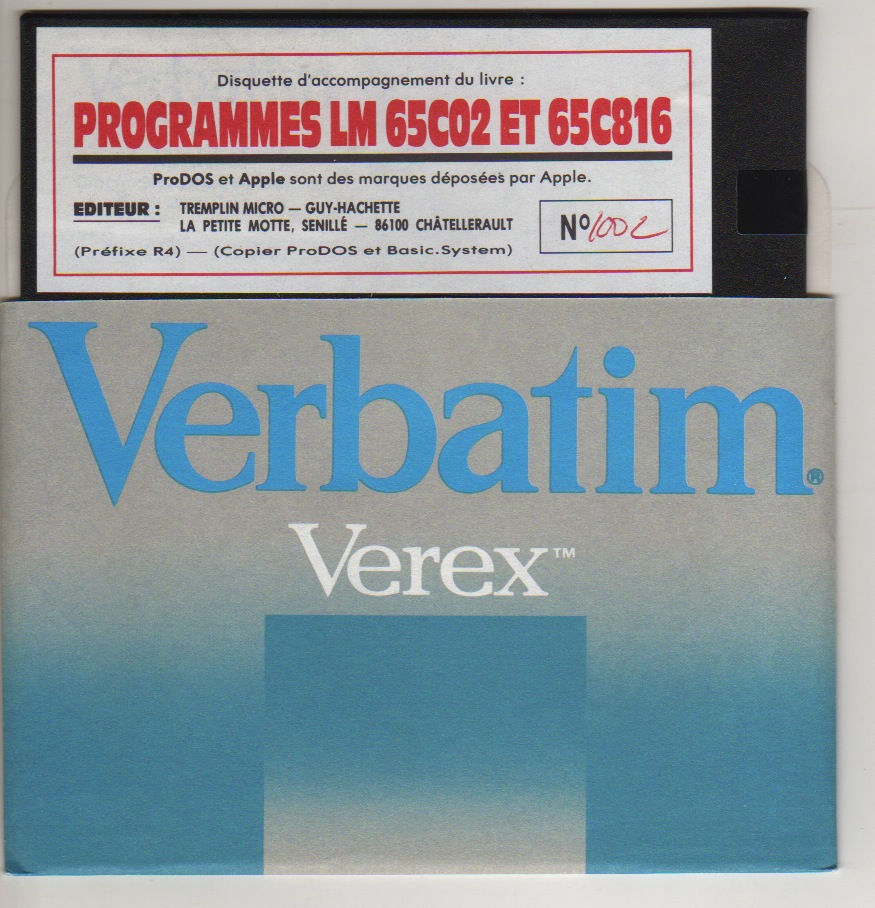 Disquette d'accompagnement du livre :
PROGRAMMES LM 65C02 ET 65C816
ProDOS et Apple sont des marques déposées par Apple.
EDITEUR : TREMPLIN MICRO — GUY-HACHETTE
LA PETITE MOTTE, SENILLÉ — 86100 CHÂTELLERAULT
N° 1002
(Préfixe R4) — (Copier ProDOS et Basic.System)
Verbatim®
Verex™